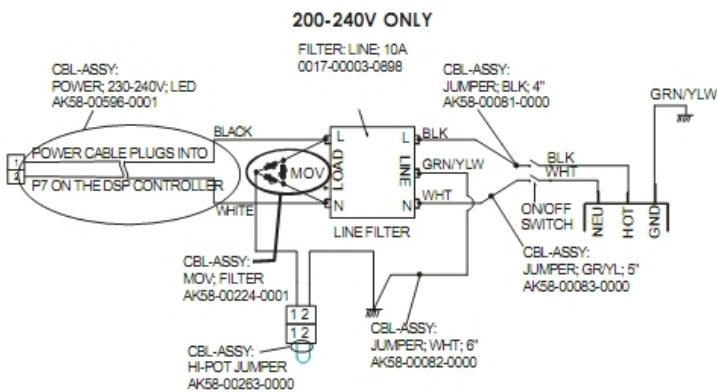 200-240V ONLY
FILTER: LINE; 10A
0017-00003-0898
CBL-ASSY:
POWER; 230-240V; LED
AK58-00596-0001
CBL-ASSY:
JUMPER; BLK; 4"
AK58-00081-0000
GRN/YLW
BLACK
L
L
BLK
1
2
POWER CABLE PLUGS INTO
P7 ON THE DSP CONTROLLER
MOV
LOAD
LINE
GRN/YLW
BLK
WHT
WHITE
N
N
WHT
LINE FILTER
ON/OFF
SWITCH
NEU
HOT
GND
CBL-ASSY:
MOV; FILTER
AK58-00224-0001
CBL-ASSY:
JUMPER; GR/YL; 5"
AK58-00083-0000
1 2
1 2
CBL-ASSY:
HI-POT JUMPER
AK58-00263-0000
CBL-ASSY:
JUMPER; WHT; 6"
AK58-00082-0000